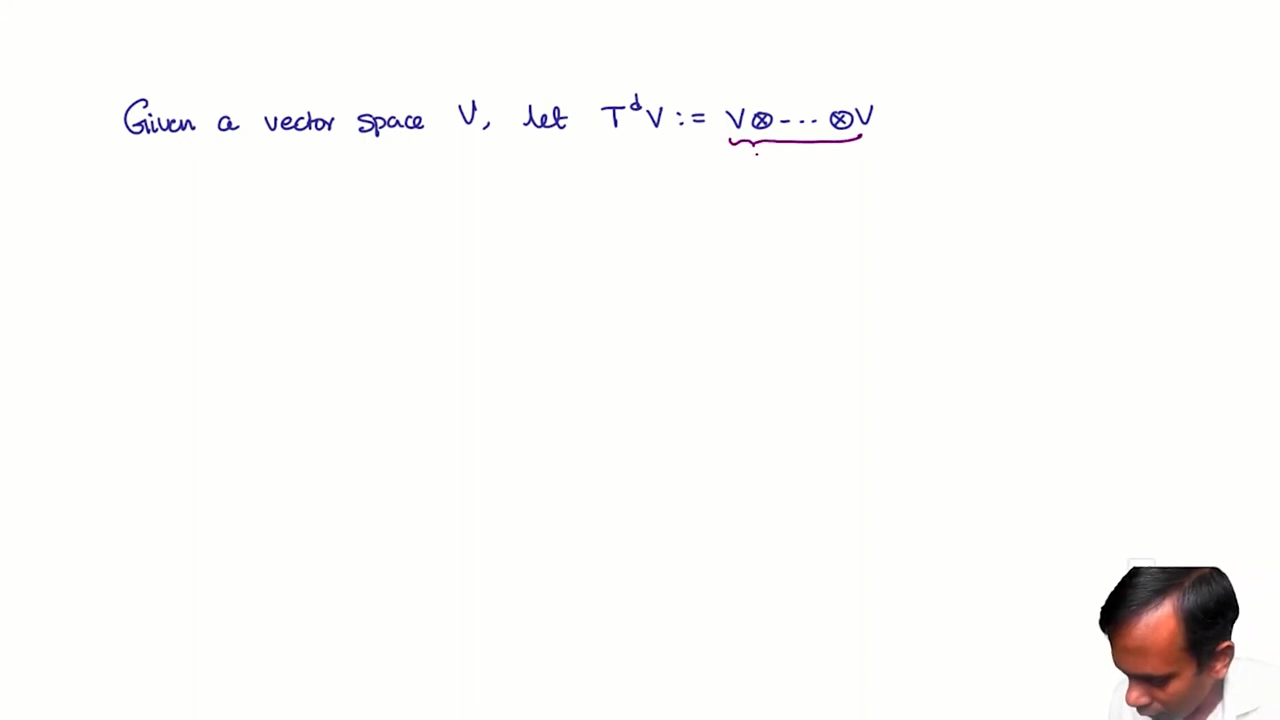 Given a vector space V, let T^d V := V⊗---⊗V